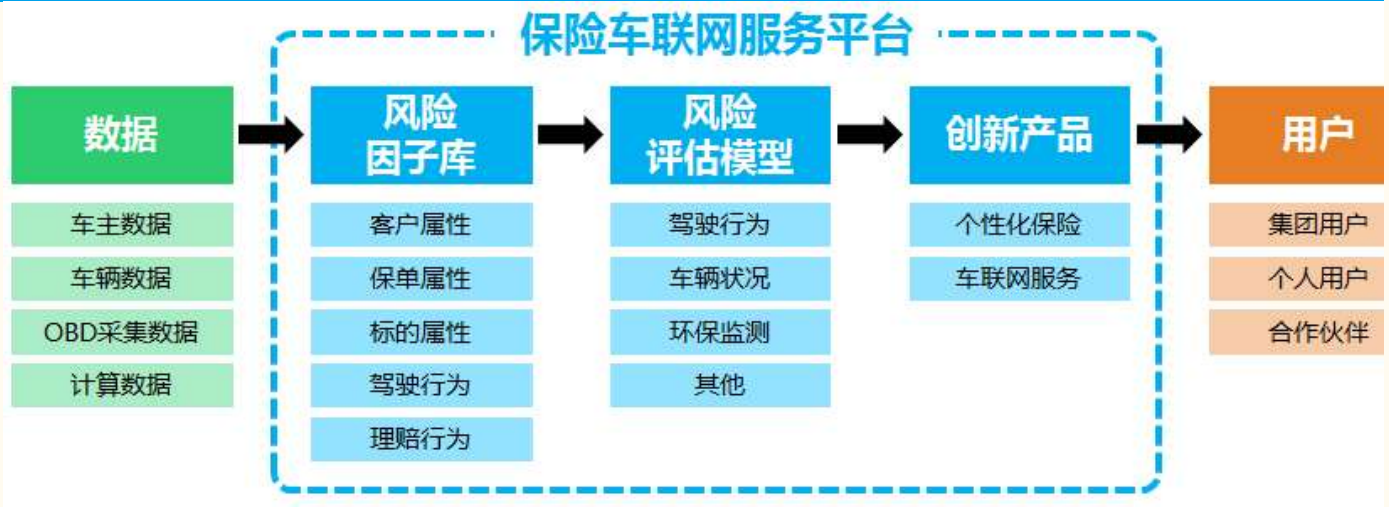 保险车联网服务平台
数据
车主数据
车辆数据
OBD采集数据
计算数据
风险
因子库
客户属性
保单属性
标的属性
驾驶行为
理赔行为
风险
评估模型
驾驶行为
车辆状况
环保监测
其他
创新产品
个性化保险
车联网服务
用户
集团用户
个人用户
合作伙伴